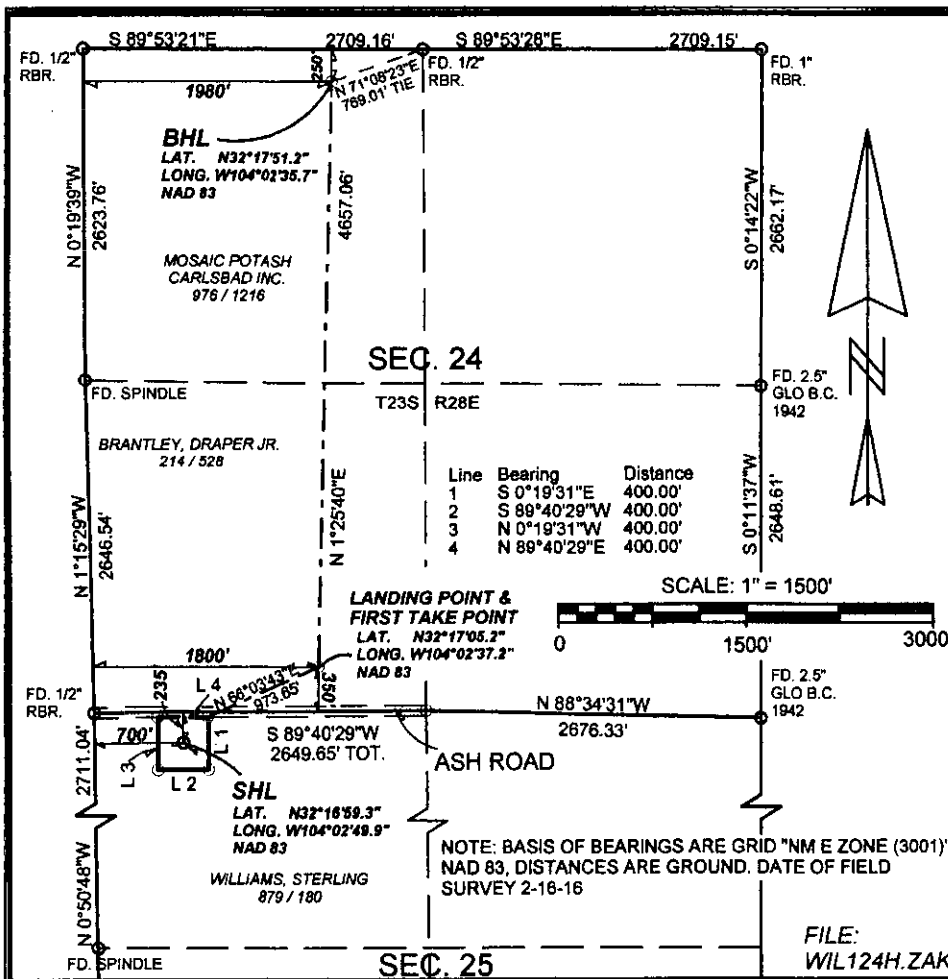 S 89°53'21"E 2709.16' S 89°53'28"E 2709.15'
FD. 1/2"
RBR.
250'
FD. 1/2"
RBR.
FD. 1"
RBR.
1980'
N 71°08'23"E
769.01' TIE
BHL
LAT. N32°17'51.2"
LONG. W104°02'35.7"
NAD 83
N 0°19'39"W
2623.76'
4657.06'
S 0°14'22"W
2662.17'
MOSAIC POTASH
CARLSBAD INC.
976 / 1216
N
SEC. 24
FD. SPINDLE
T23S R28E
FD. 2.5"
GLO B.C.
1942
BRANTLEY, DRAPER JR.
214 / 528
N 1°25'40"E
Line Bearing Distance
1 S 0°19'31"E 400.00'
2 S 89°40'29"W 400.00'
3 N 0°19'31"W 400.00'
4 N 89°40'29"E 400.00'
N 1°15'29"W
2646.54'
S 0°11'37"W
2648.61'
SCALE: 1" = 1500'
0 1500' 3000'
LANDING POINT &
FIRST TAKE POINT
LAT. N32°17'05.2"
LONG. W104°02'37.2"
NAD 83
1800'
350'
FD. 1/2"
RBR.
235'
L 4
N 66°03'43"E
973.65'
N 88°34'31"W
2676.33'
FD. 2.5"
GLO B.C.
1942
2711.04'
700'
L 1
L 3
L 2
S 89°40'29"W
2649.65' TOT.
ASH ROAD
SHL
LAT. N32°16'59.3"
LONG. W104°02'49.9"
NAD 83
NOTE: BASIS OF BEARINGS ARE GRID "NM E ZONE (3001)"
NAD 83, DISTANCES ARE GROUND. DATE OF FIELD
SURVEY 2-16-16
N 0°50'48"W
WILLIAMS, STERLING
879 / 180
FD. SPINDLE
SEC. 25
FILE:
WIL124H.ZAK